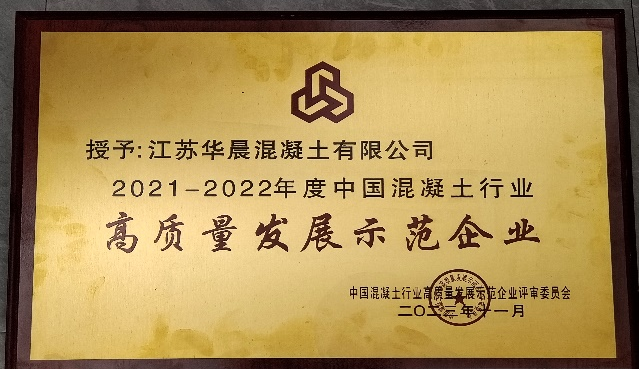 授予:江苏华晨混凝土有限公司
2021-2022年度中国混凝土行业
高质量发展示范企业
中国混凝土行业高质量发展示范企业评审委员会
二〇二三年十一月